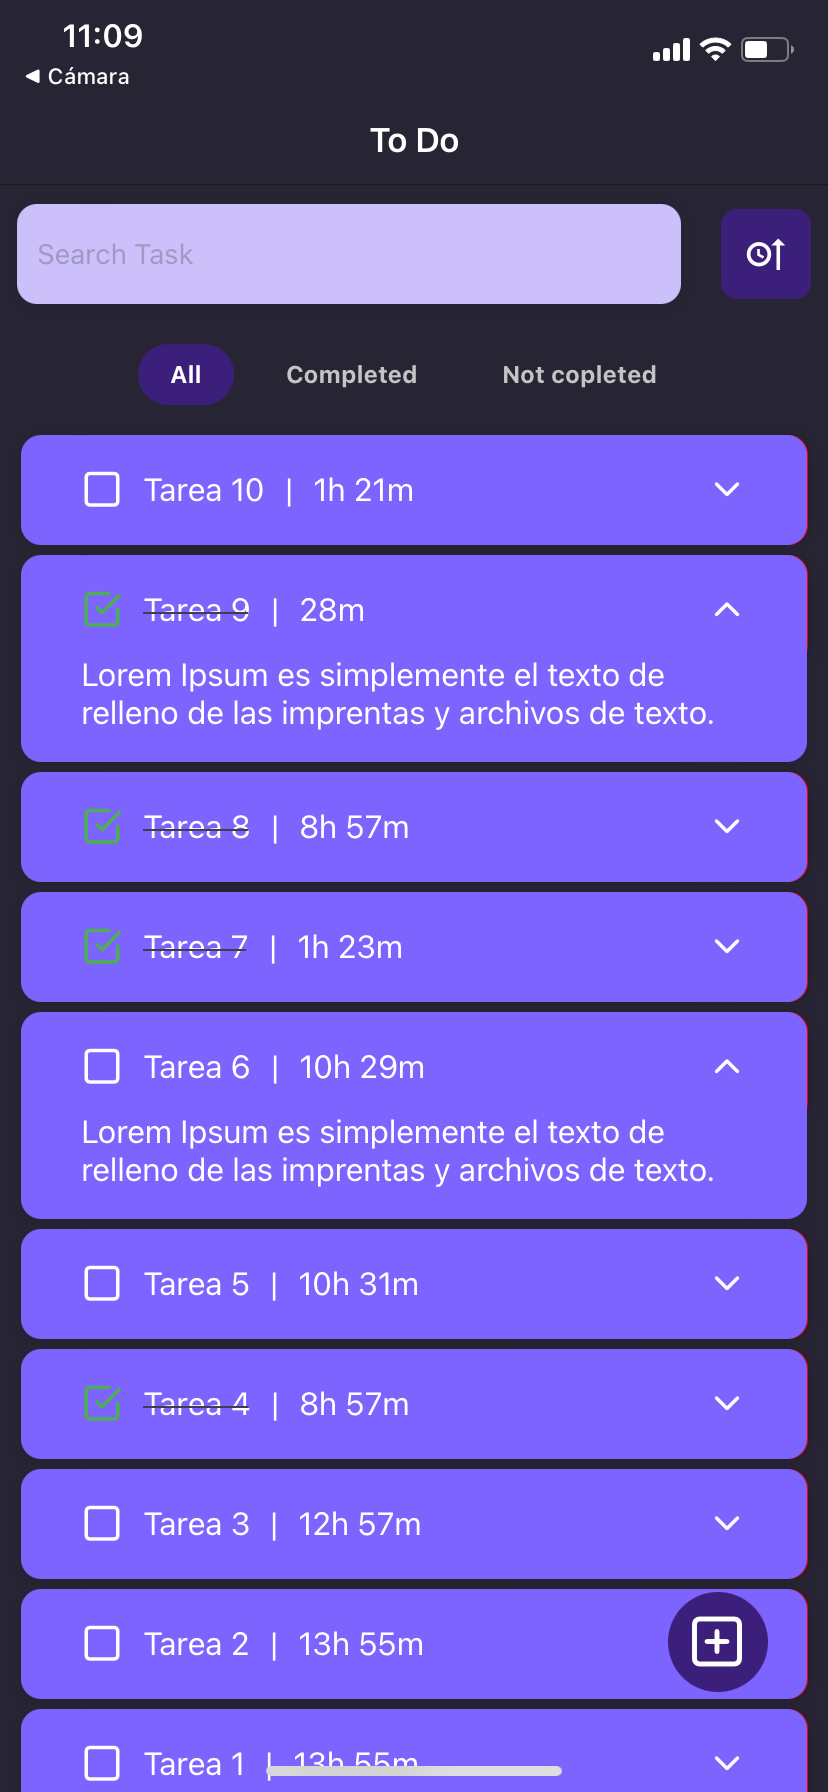 11:09
◀ Cámara
To Do
Search Task
All Completed Not copleted
Tarea 10 | 1h 21m
Tarea 9 | 28m
Lorem Ipsum es simplemente el texto de
relleno de las imprentas y archivos de texto.
Tarea 8 | 8h 57m
Tarea 7 | 1h 23m
Tarea 6 | 10h 29m
Lorem Ipsum es simplemente el texto de
relleno de las imprentas y archivos de texto.
Tarea 5 | 10h 31m
Tarea 4 | 8h 57m
Tarea 3 | 12h 57m
Tarea 2 | 13h 55m
Tarea 1 | 13h 55m